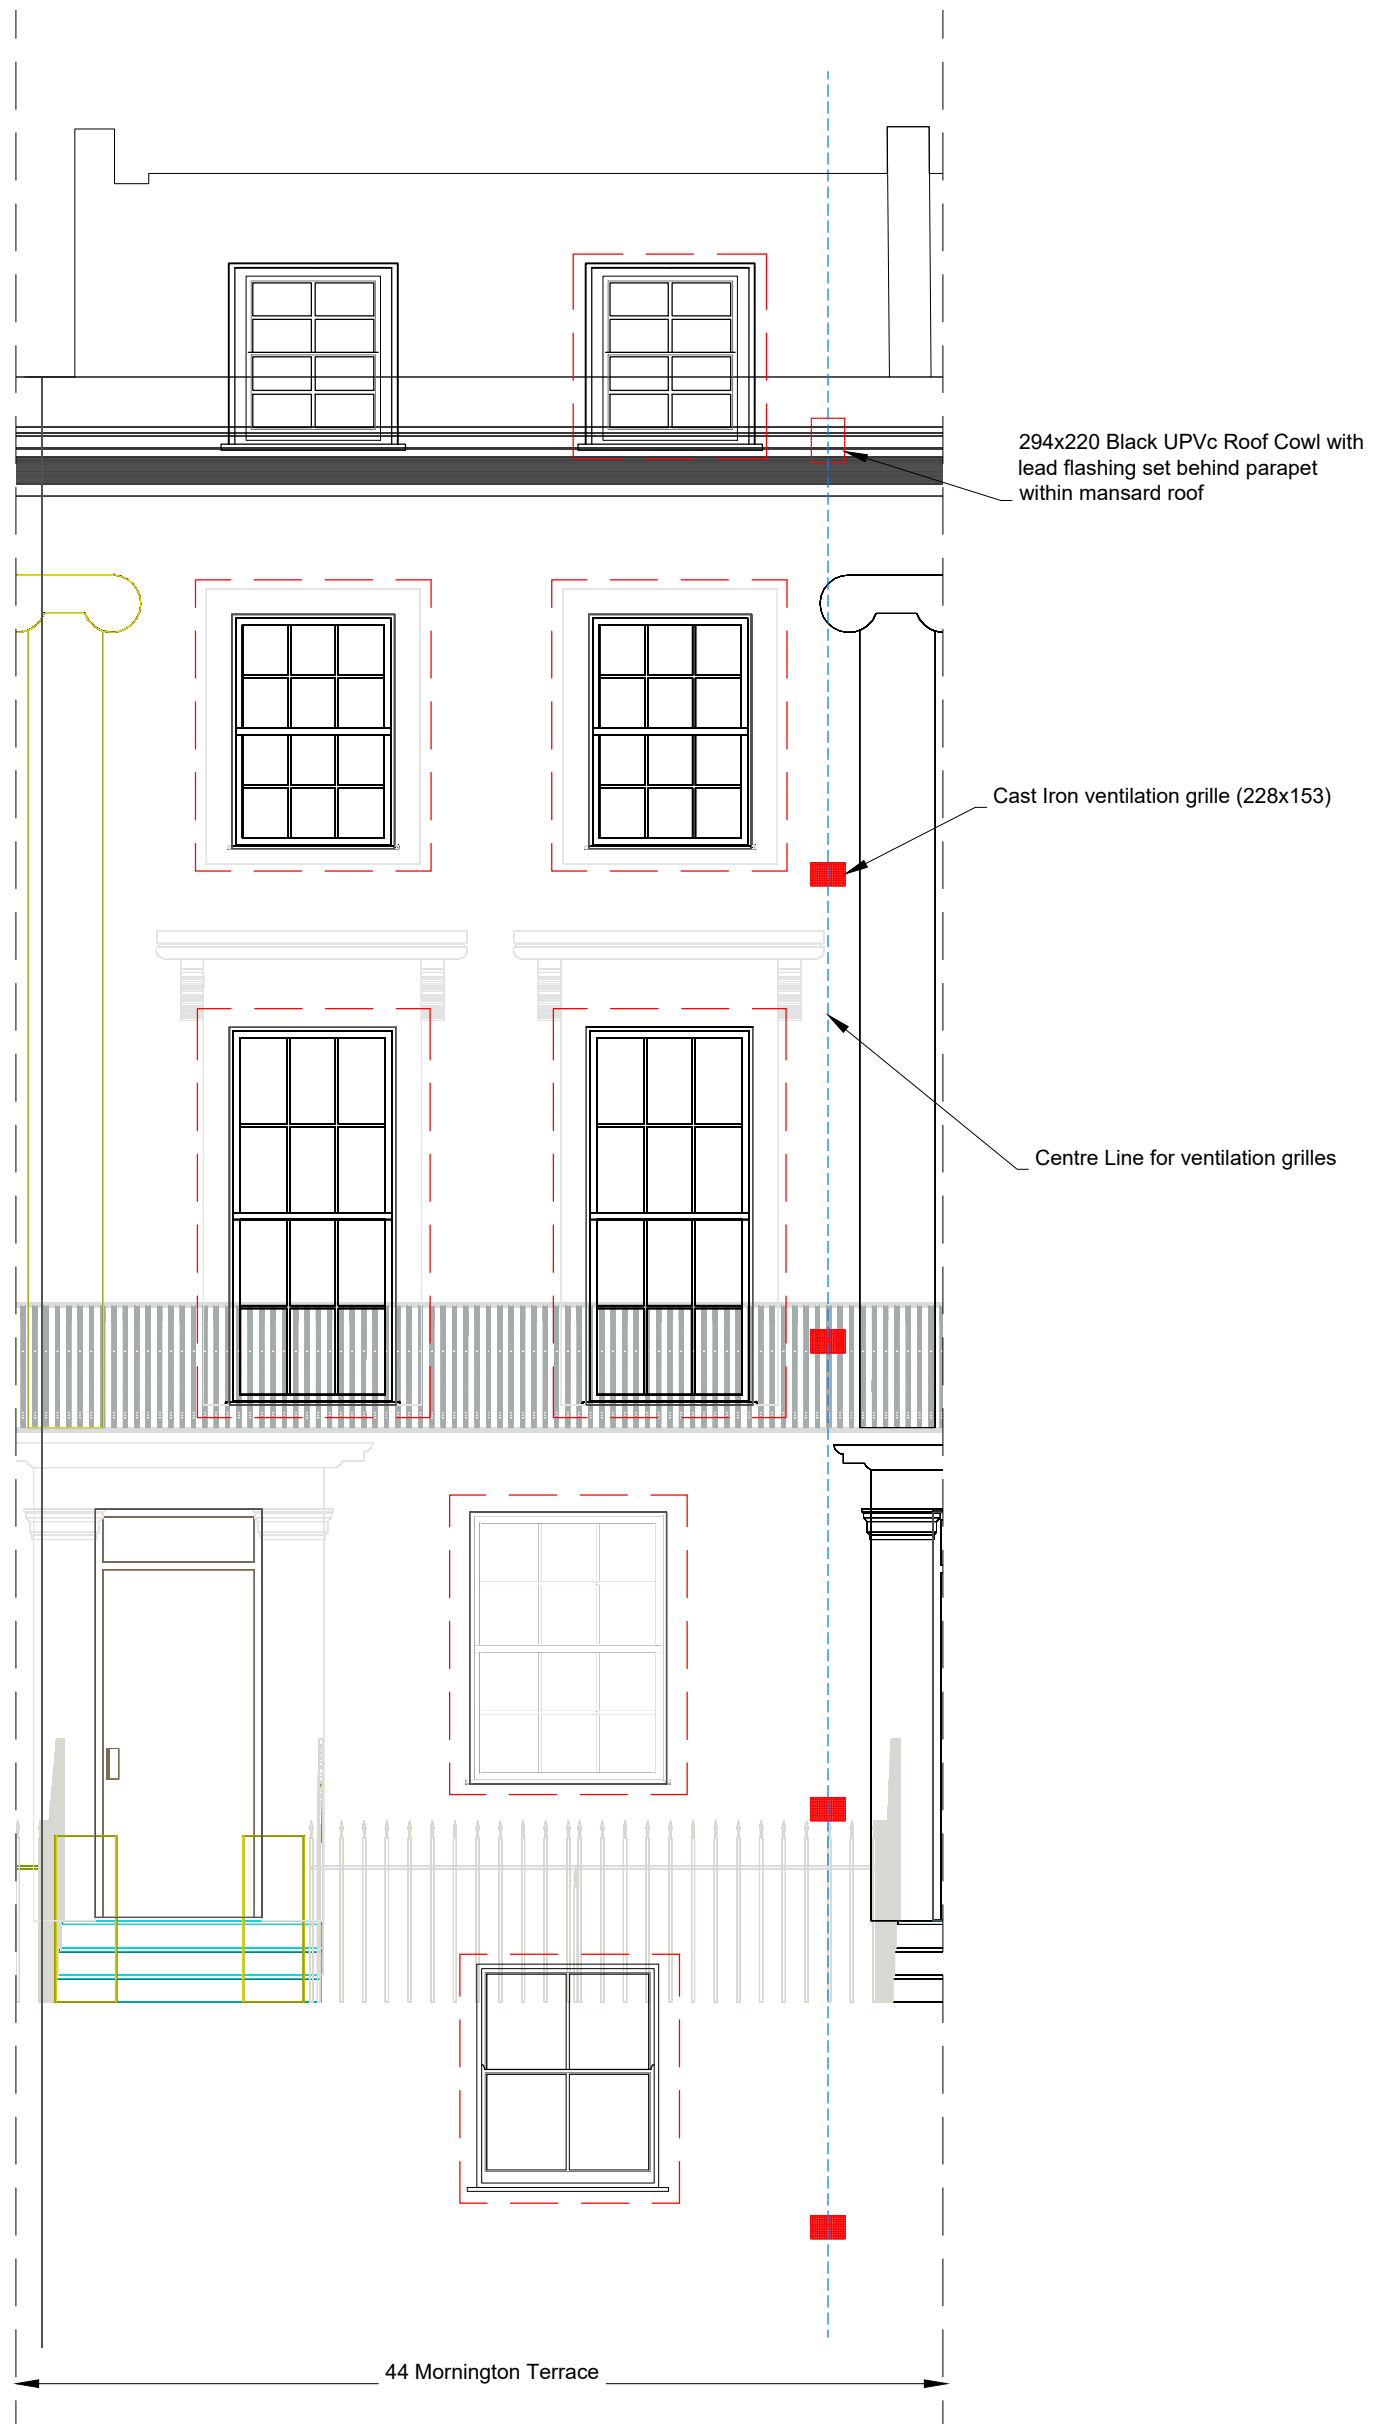 294x220 Black UPVc Roof Cowl with
lead flashing set behind parapet
within mansard roof
Cast Iron ventilation grille (228x153)
Centre Line for ventilation grilles
44 Mornington Terrace